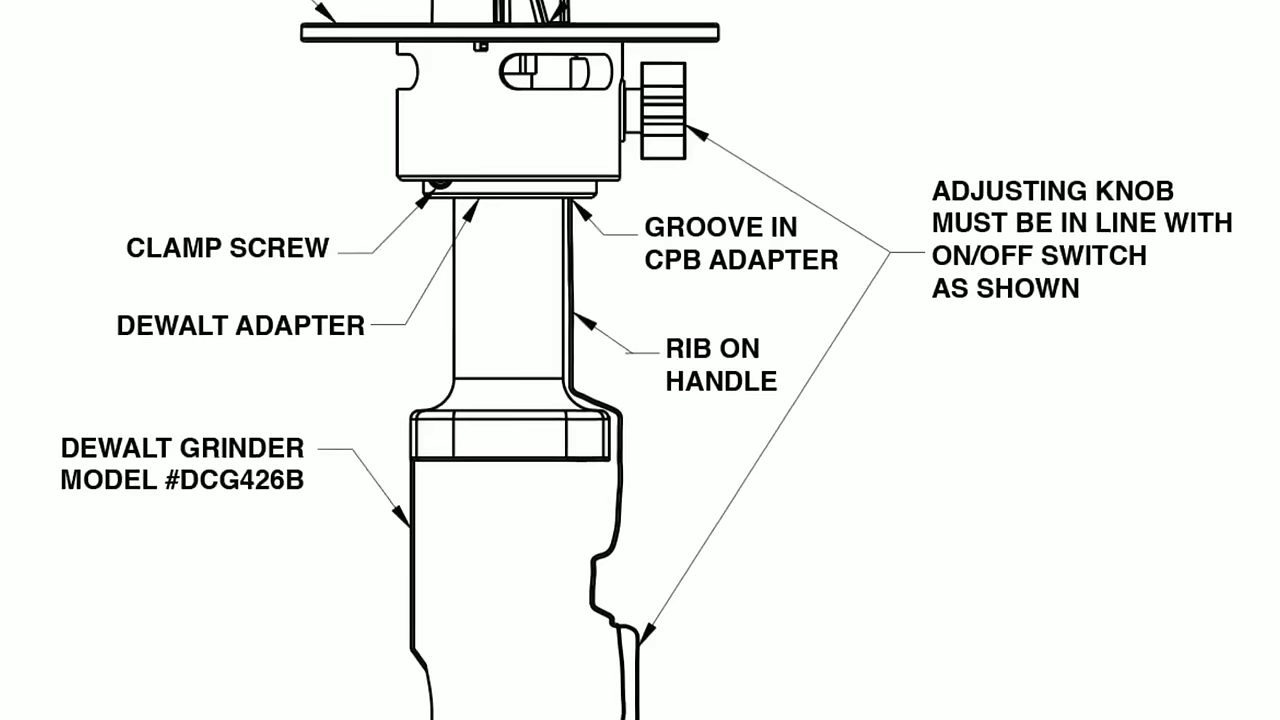 CLAMP SCREW
DEWALT ADAPTER
DEWALT GRINDER
MODEL #DCG426B
GROOVE IN
CPB ADAPTER
RIB ON
HANDLE
ADJUSTING KNOB
MUST BE IN LINE WITH
ON/OFF SWITCH
AS SHOWN